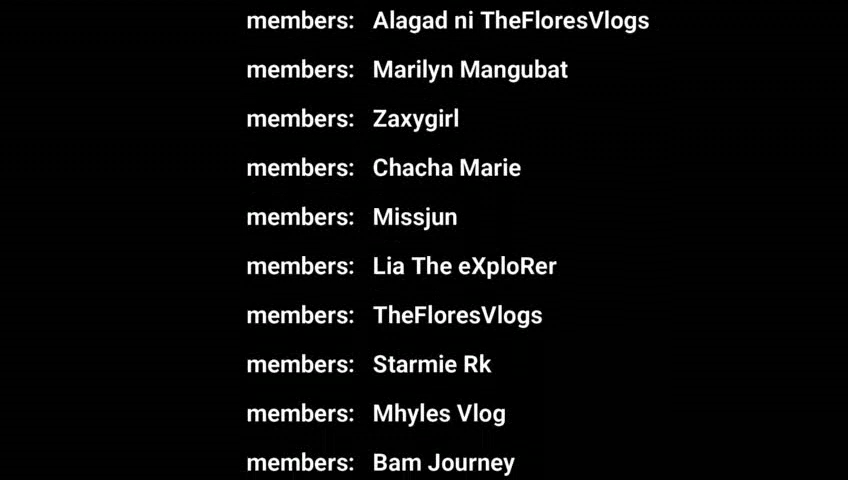 members: Alagad ni TheFloresVlogs
members: Marilyn Mangubat
members: Zaxygirl
members: Chacha Marie
members: Missjun
members: Lia The eXploRer
members: TheFloresVlogs
members: Starmie Rk
members: Mhyles Vlog
members: Bam Journey